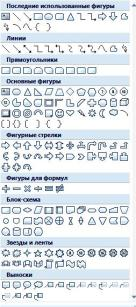 Последние использованные фигуры
Линии
Прямоугольники
Основные фигуры
Фигурные стрелки
Фигуры для формул
Блок-схема
Звезды и ленты
Выноски